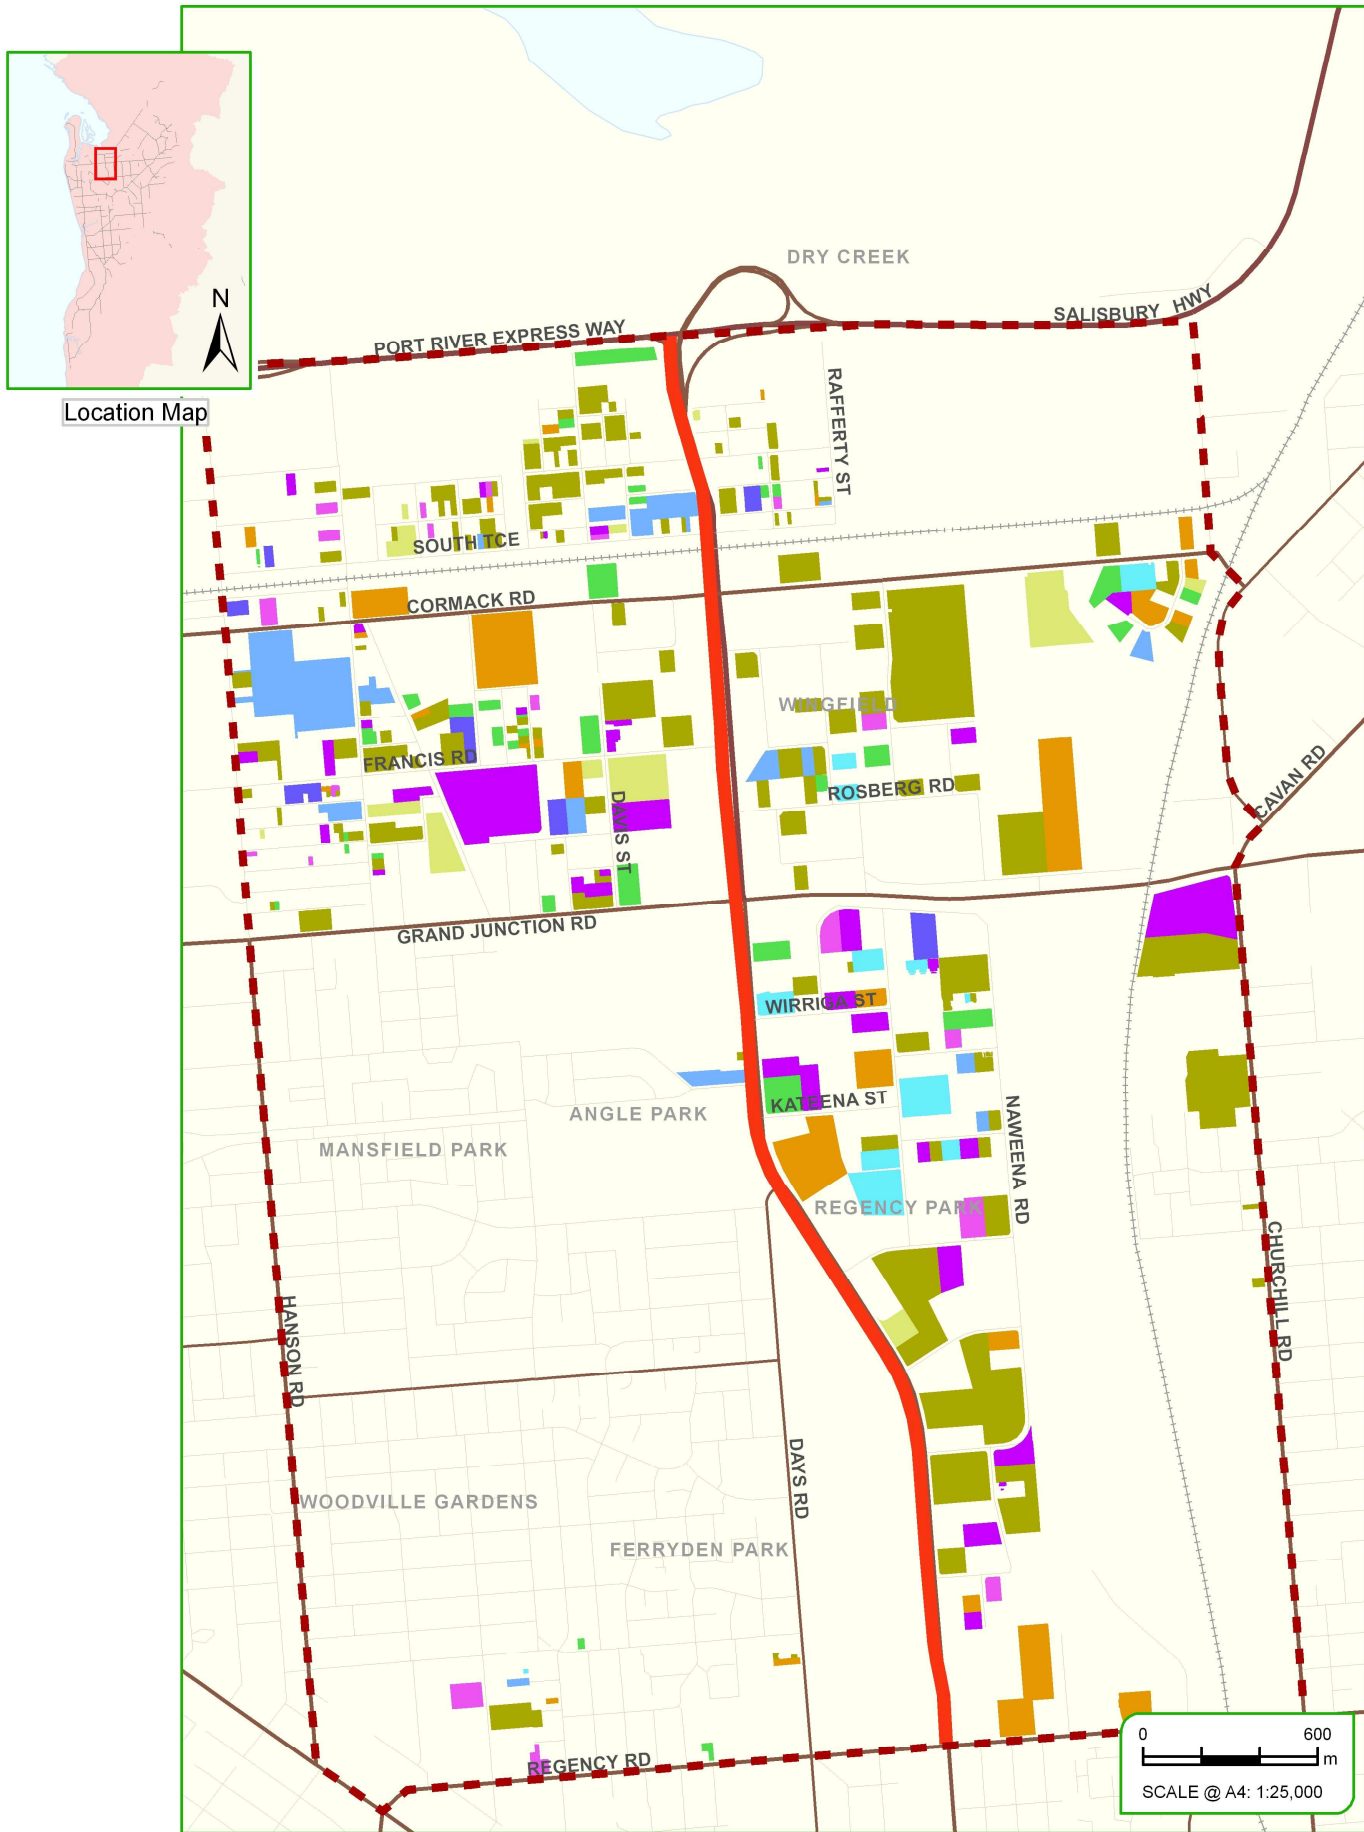 N
Location Map
DRY CREEK
SALISBURY HWY
PORT RIVER EXPRESS WAY
RAFFERTY ST
SOUTH TCE
CORMACK RD
WINGFIELD
FRANCIS RD
ROSBERG RD
CAVAN RD
DAVIS ST
GRAND JUNCTION RD
WIRRIGA ST
KATEENA ST
ANGLE PARK
NAWEENA RD
MANSFIELD PARK
REGENCY PARK
CHURCHILL RD
HANSON RD
DAYS RD
WOODVILLE GARDENS
FERRYDEN PARK
REGENCY RD
0 600
m
SCALE @ A4: 1:25,000